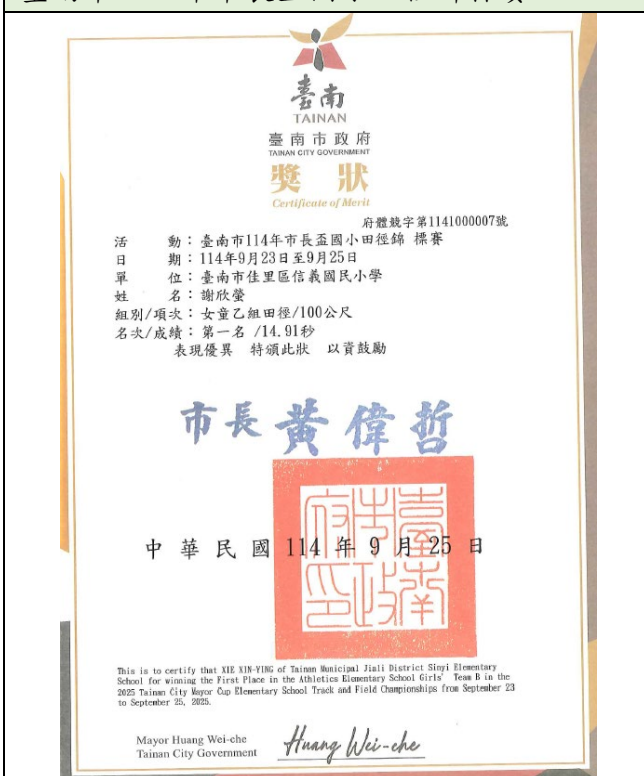 臺南
TAINAN
臺南市政府
TAINAN CITY GOVERNMENT
獎 狀
Certificate of Merit
府體競字第1141000007號
活 動：臺南市114年市長盃國小田徑錦 標賽
日 期：114年9月23日至9月25日
單 位：臺南市佳里區信義國民小學
姓 名：謝欣螢
組別/項次：女童乙組田徑/100公尺
名次/成績：第一名 /14.91秒
表現優異 特頒此狀 以資鼓勵
市長 黃偉哲
臺南市政府印
中華民國 114 年 9 月 25 日
This is to certify that XIE XIN-YING of Tainan Municipal Jiali District Sinyi Elementary
School for winning the First Place in the Athletics Elementary School Girls' Team B in the
2025 Tainan City Mayor Cup Elementary School Track and Field Championships from September 23
to September 25, 2025.
Mayor Huang Wei-che
Tainan City Government
Huang Wei-che